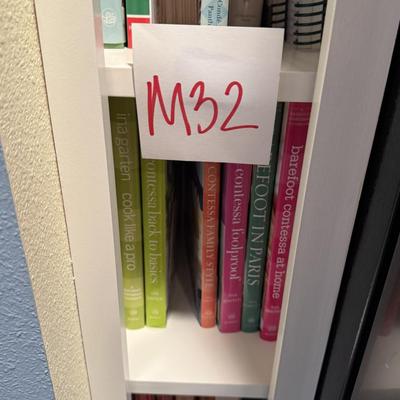 M32
ina garten cook like a pro
contessa back to basics
CONTESSA FAMILY STYLE
contessa foolproof
EFOOT IN PARIS
barefoot contessa at home